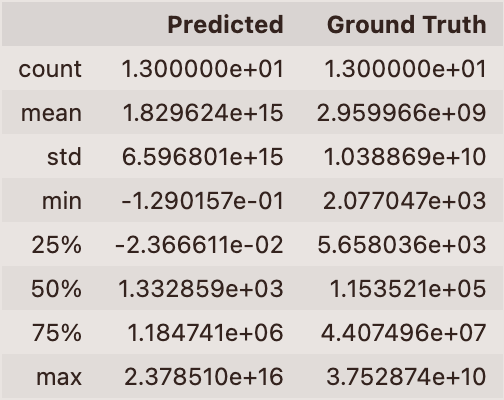 Predicted Ground Truth
count 1.300000e+01 1.300000e+01
mean 1.829624e+15 2.959966e+09
std 6.596801e+15 1.038869e+10
min -1.290157e-01 2.077047e+03
25% -2.366611e-02 5.658036e+03
50% 1.332859e+03 1.153521e+05
75% 1.184741e+06 4.407496e+07
max 2.378510e+16 3.752874e+10